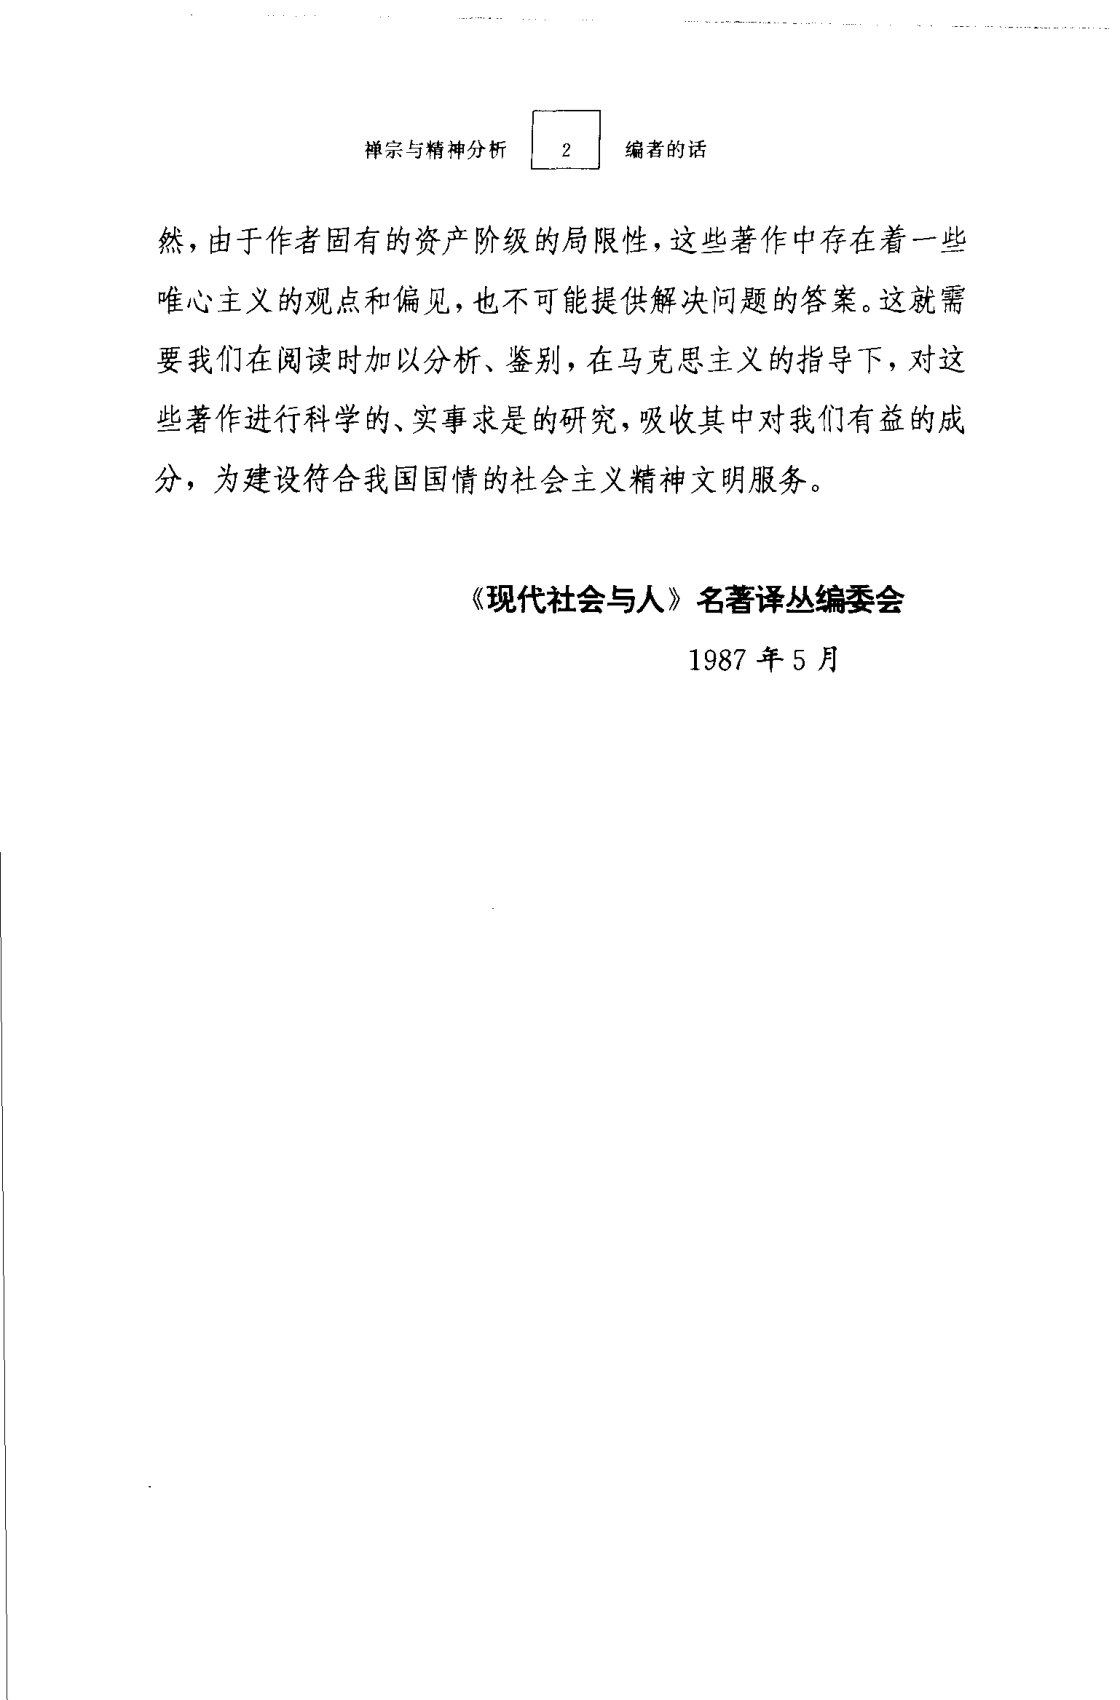 禅宗与精神分析 2 编者的话
然，由于作者固有的资产阶级的局限性，这些著作中存在着一些
唯心主义的观点和偏见，也不可能提供解决问题的答案。这就需
要我们在阅读时加以分析、鉴别，在马克思主义的指导下，对这
些著作进行科学的、实事求是的研究，吸收其中对我们有益的成
分，为建设符合我国国情的社会主义精神文明服务。
《现代社会与人》名著译丛编委会
1987 年 5 月